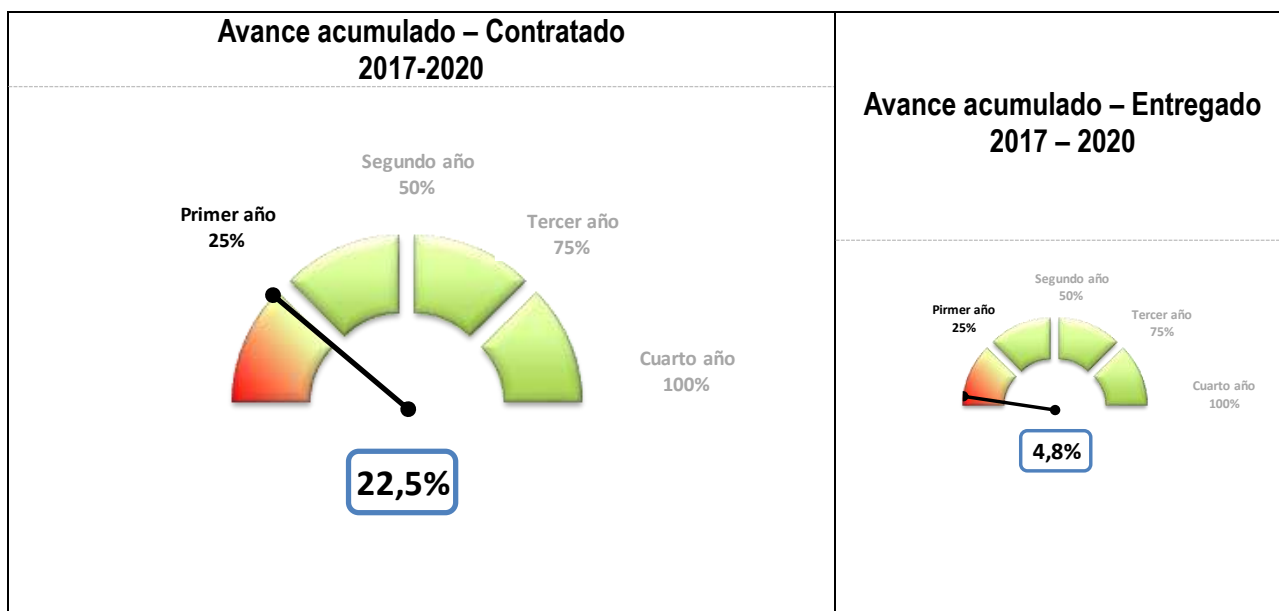 Avance acumulado – Contratado
2017-2020
Segundo año
50%
Primer año
25%
Tercer año
75%
Cuarto año
100%
22,5%
Avance acumulado – Entregado
2017 – 2020
Segundo año
50%
Pirmer año
25%
Tercer año
75%
Cuarto año
100%
4,8%